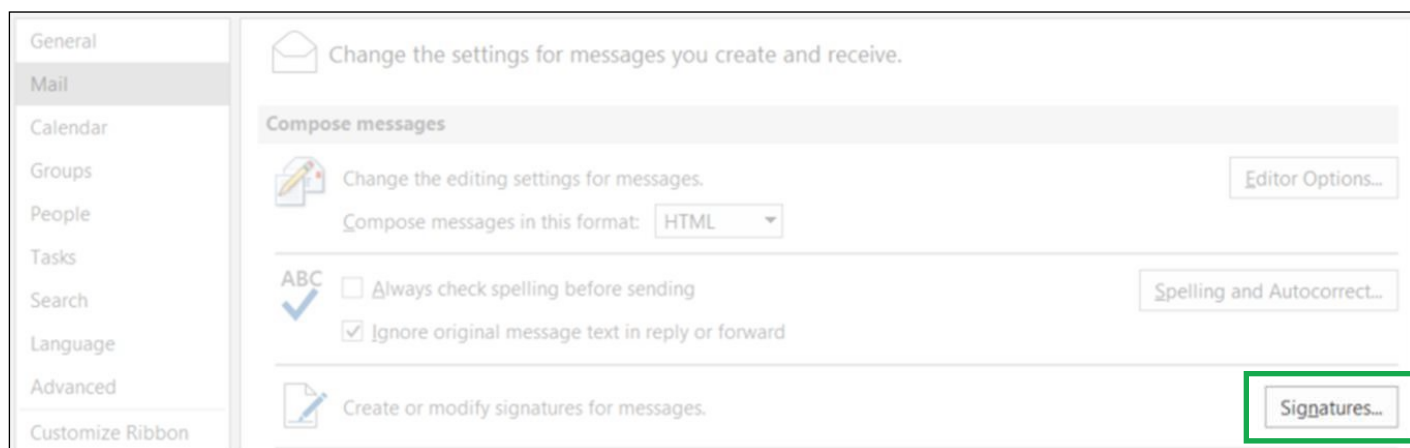 General
Mail
Calendar
Groups
People
Tasks
Search
Language
Advanced
Customize Ribbon
Change the settings for messages you create and receive.
Compose messages
Change the editing settings for messages.
Editor Options...
Compose messages in this format: HTML
ABC
Always check spelling before sending
Spelling and Autocorrect...
Ignore original message text in reply or forward
Create or modify signatures for messages.
Signatures...